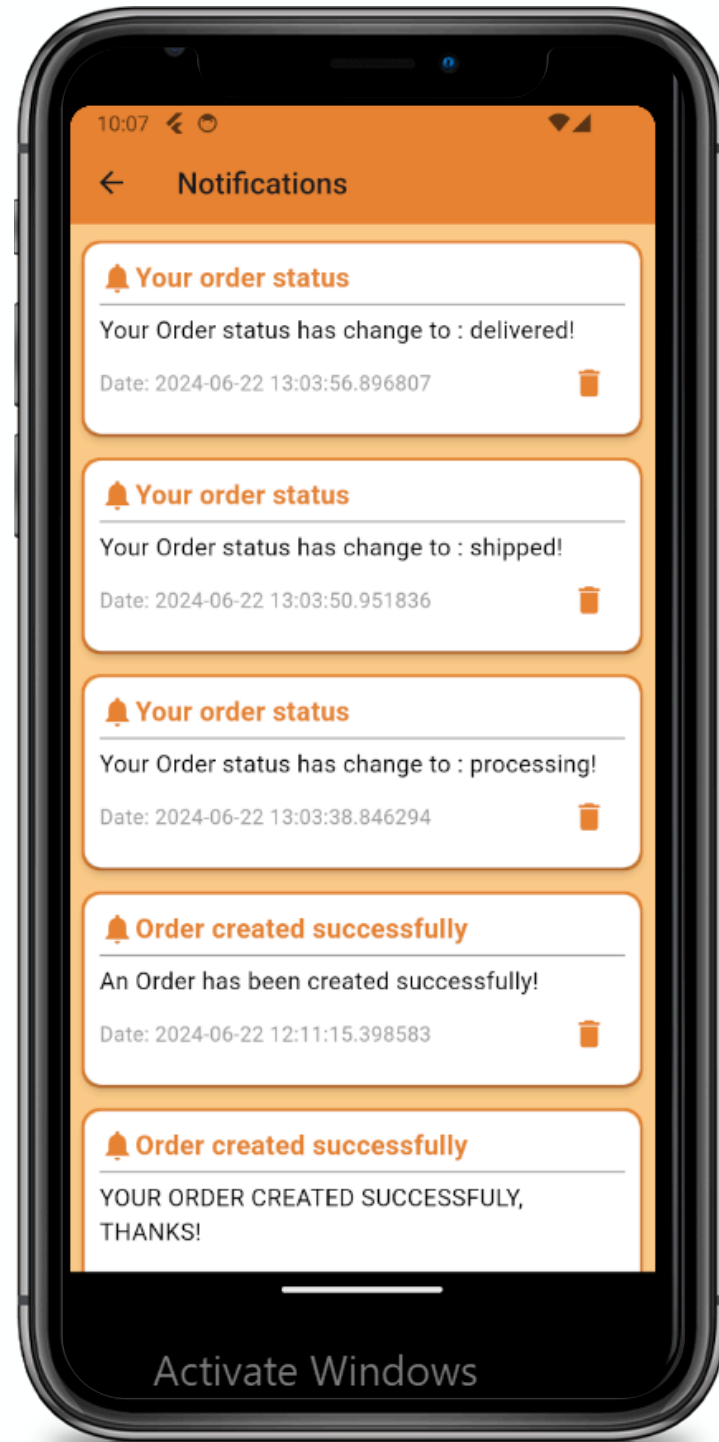 10:07
Notifications
Your order status
Your Order status has change to : delivered!
Date: 2024-06-22 13:03:56.896807
Your order status
Your Order status has change to : shipped!
Date: 2024-06-22 13:03:50.951836
Your order status
Your Order status has change to : processing!
Date: 2024-06-22 13:03:38.846294
Order created successfully
An Order has been created successfully!
Date: 2024-06-22 12:11:15.398583
Order created successfully
YOUR ORDER CREATED SUCCESSFULY,
THANKS!
Activate Windows